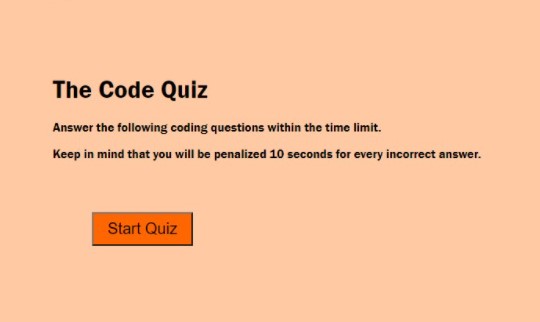 The Code Quiz
Answer the following coding questions within the time limit.
Keep in mind that you will be penalized 10 seconds for every incorrect answer.
Start Quiz